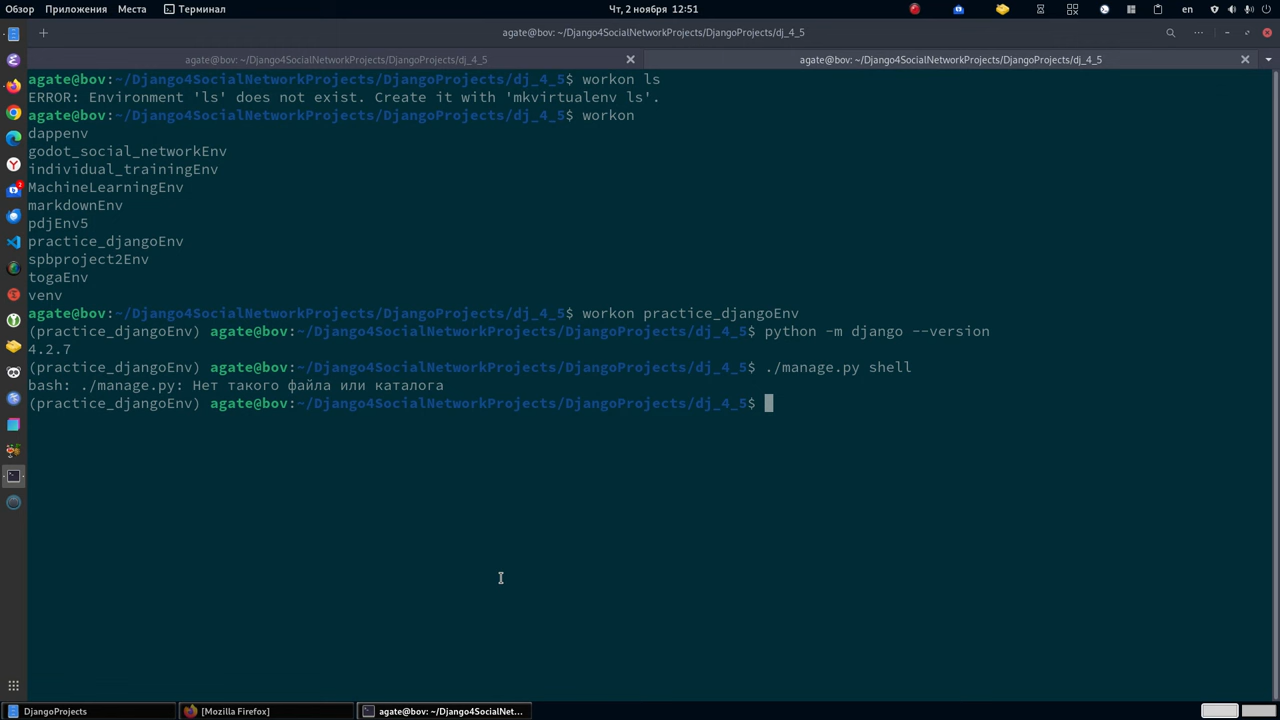 Обзор Приложения Места Терминал Чт, 2 ноября 12:51 en
agate@bov:~/Django4SocialNetworkProjects/DjangoProjects/dj_4_5
agate@bov: ~/Django4SocialNetworkProjects/DjangoProjects/dj_4_5 agate@bov: ~/Django4SocialNetworkProjects/DjangoProjects/dj_4_5
agate@bov:~/Django4SocialNetworkProjects/DjangoProjects/dj_4_5$ workon ls
ERROR: Environment 'ls' does not exist. Create it with 'mkvirtualenv ls'.
agate@bov:~/Django4SocialNetworkProjects/DjangoProjects/dj_4_5$ workon
dappenv
godot_social_networkEnv
individual_trainingEnv
MachineLearningEnv
markdownEnv
pdjEnv5
practice_djangoEnv
spbproject2Env
togaEnv
venv
agate@bov:~/Django4SocialNetworkProjects/DjangoProjects/dj_4_5$ workon practice_djangoEnv
(practice_djangoEnv) agate@bov:~/Django4SocialNetworkProjects/DjangoProjects/dj_4_5$ python -m django --version
4.2.7
(practice_djangoEnv) agate@bov:~/Django4SocialNetworkProjects/DjangoProjects/dj_4_5$ ./manage.py shell
bash: ./manage.py: Нет такого файла или каталога
(practice_djangoEnv) agate@bov:~/Django4SocialNetworkProjects/DjangoProjects/dj_4_5$
DjangoProjects [Mozilla Firefox] agate@bov: ~/Django4SocialNet...